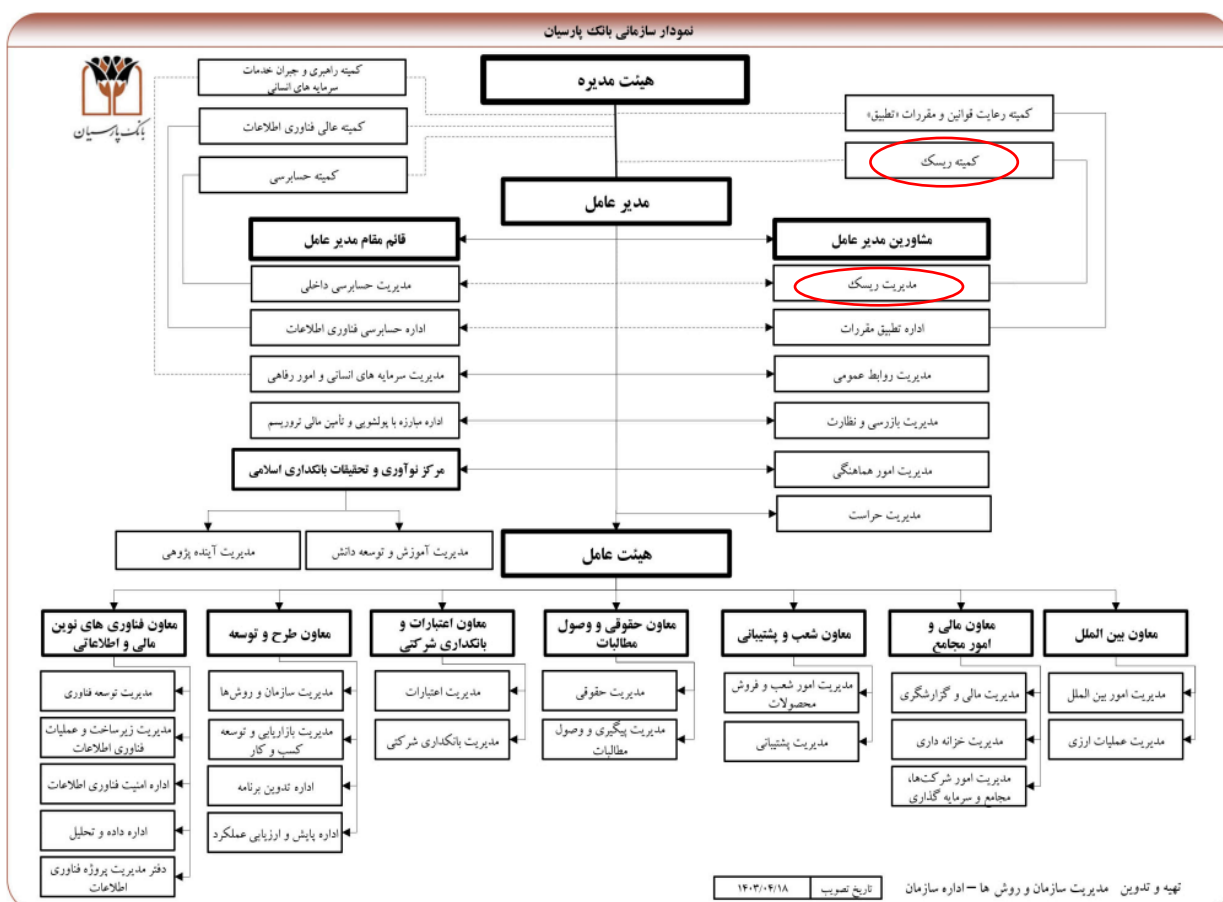 نمودار سازمانی بانک پارسیان
بانک پارسیان
هیئت مدیره
کمیته راهبری و جبران خدمات
سرمایه های انسانی
کمیته عالی فناوری اطلاعات
کمیته حسابرسی
کمیته رعایت قوانین و مقررات «تطبیق»
کمیته ریسک
مدیر عامل
مشاورین مدیر عامل
قائم مقام مدیر عامل
مدیریت ریسک
مدیریت حسابرسی داخلی
اداره تطبیق مقررات
اداره حسابرسی فناوری اطلاعات
مدیریت روابط عمومی
مدیریت سرمایه های انسانی و امور رفاهی
مدیریت بازرسی و نظارت
اداره مبارزه با پولشویی و تأمین مالی تروریسم
مدیریت امور هماهنگی
مرکز نوآوری و تحقیقات بانکداری اسلامی
مدیریت حراست
مدیریت آموزش و توسعه دانش
مدیریت آینده پژوهی
هیئت عامل
معاون بین الملل
مدیریت امور بین الملل
مدیریت عملیات ارزی
معاون مالی و
امور مجامع
مدیریت مالی و گزارشگری
مدیریت خزانه داری
مدیریت امور شرکت‌ها،
مجامع و سرمایه گذاری
معاون شعب و پشتیبانی
مدیریت امور شعب و فروش
محصولات
مدیریت پشتیبانی
معاون حقوقی و وصول
مطالبات
مدیریت حقوقی
مدیریت پیگیری و وصول
مطالبات
معاون اعتبارات و
بانکداری شرکتی
مدیریت اعتبارات
مدیریت بانکداری شرکتی
معاون طرح و توسعه
مدیریت سازمان و روش‌ها
مدیریت بازاریابی و توسعه
کسب و کار
اداره تدوین برنامه
اداره پایش و ارزیابی عملکرد
معاون فناوری های نوین
مالی و اطلاعاتی
مدیریت توسعه فناوری
مدیریت زیرساخت و عملیات
فناوری اطلاعات
اداره امنیت فناوری اطلاعات
اداره داده و تحلیل
دفتر مدیریت پروژه فناوری
اطلاعات
تهیه و تدوین مدیریت سازمان و روش ها – اداره سازمان
تاریخ تصویب ۱۴۰۳/۰۴/۱۸